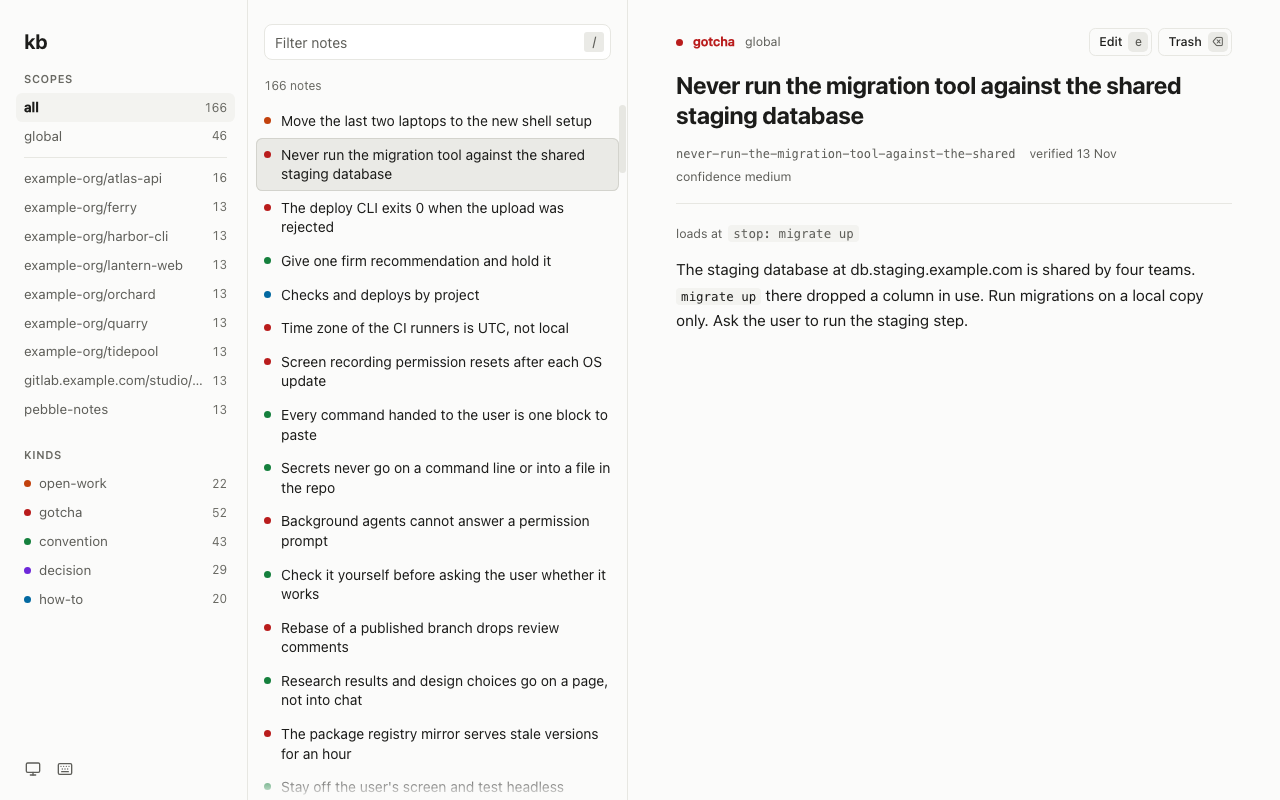 kb
SCOPES
all 166
global 46
example-org/atlas-api 16
example-org/ferry 13
example-org/harbor-cli 13
example-org/lantern-web 13
example-org/orchard 13
example-org/quarry 13
example-org/tidepool 13
gitlab.example.com/studio/... 13
pebble-notes 13
KINDS
open-work 22
gotcha 52
convention 43
decision 29
how-to 20
Filter notes /
166 notes
Move the last two laptops to the new shell setup
Never run the migration tool against the shared
staging database
The deploy CLI exits 0 when the upload was
rejected
Give one firm recommendation and hold it
Checks and deploys by project
Time zone of the CI runners is UTC, not local
Screen recording permission resets after each OS
update
Every command handed to the user is one block to
paste
Secrets never go on a command line or into a file in
the repo
Background agents cannot answer a permission
prompt
Check it yourself before asking the user whether it
works
Rebase of a published branch drops review
comments
Research results and design choices go on a page,
not into chat
The package registry mirror serves stale versions
for an hour
Stay off the user's screen and test headless
gotcha global
Edit e Trash ⌫
Never run the migration tool against the shared
staging database
never-run-the-migration-tool-against-the-shared verified 13 Nov
confidence medium
loads at stop: migrate up
The staging database at db.staging.example.com is shared by four teams.
migrate up there dropped a column in use. Run migrations on a local copy
only. Ask the user to run the staging step.